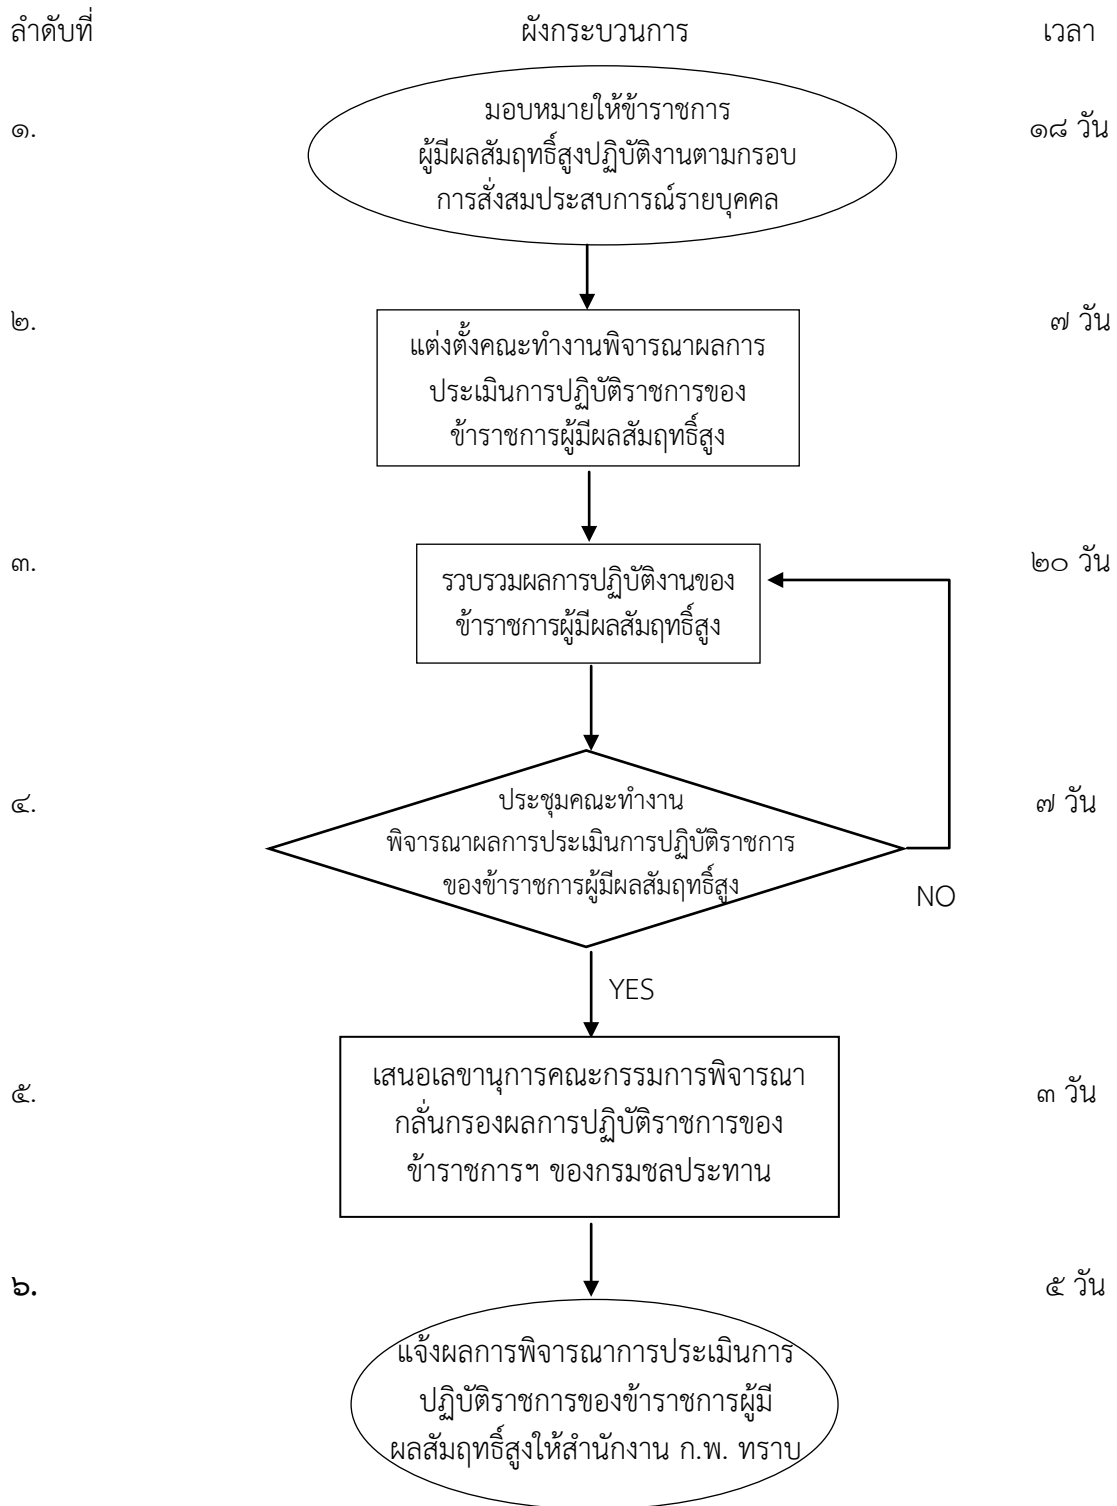 ลำดับที่ ผังกระบวนการ เวลา
๑. มอบหมายให้ข้าราชการ ๑๘ วัน
ผู้มีผลสัมฤทธิ์สูงปฏิบัติงานตามกรอบ
การสั่งสมประสบการณ์รายบุคคล
๒. ๗ วัน
แต่งตั้งคณะทำงานพิจารณาผลการ
ประเมินการปฏิบัติราชการของ
ข้าราชการผู้มีผลสัมฤทธิ์สูง
๓. ๒๐ วัน
รวบรวมผลการปฏิบัติงานของ
ข้าราชการผู้มีผลสัมฤทธิ์สูง
๔. ประชุมคณะทำงาน ๗ วัน
พิจารณาผลการประเมินการปฏิบัติราชการ
ของข้าราชการผู้มีผลสัมฤทธิ์สูง
NO
YES
๕. ๓ วัน
เสนอเลขานุการคณะกรรมการพิจารณา
กลั่นกรองผลการปฏิบัติราชการของ
ข้าราชการฯ ของกรมชลประทาน
๖. ๕ วัน
แจ้งผลการพิจารณาการประเมินการ
ปฏิบัติราชการของข้าราชการผู้มี
ผลสัมฤทธิ์สูงให้สำนักงาน ก.พ. ทราบ